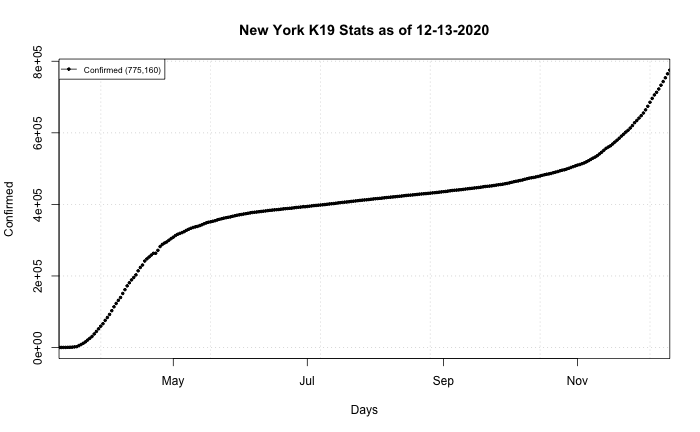 New York K19 Stats as of 12-13-2020
Confirmed (775,160)
8e+05
6e+05
4e+05
2e+05
0e+00
Confirmed
May Jul Sep Nov
Days